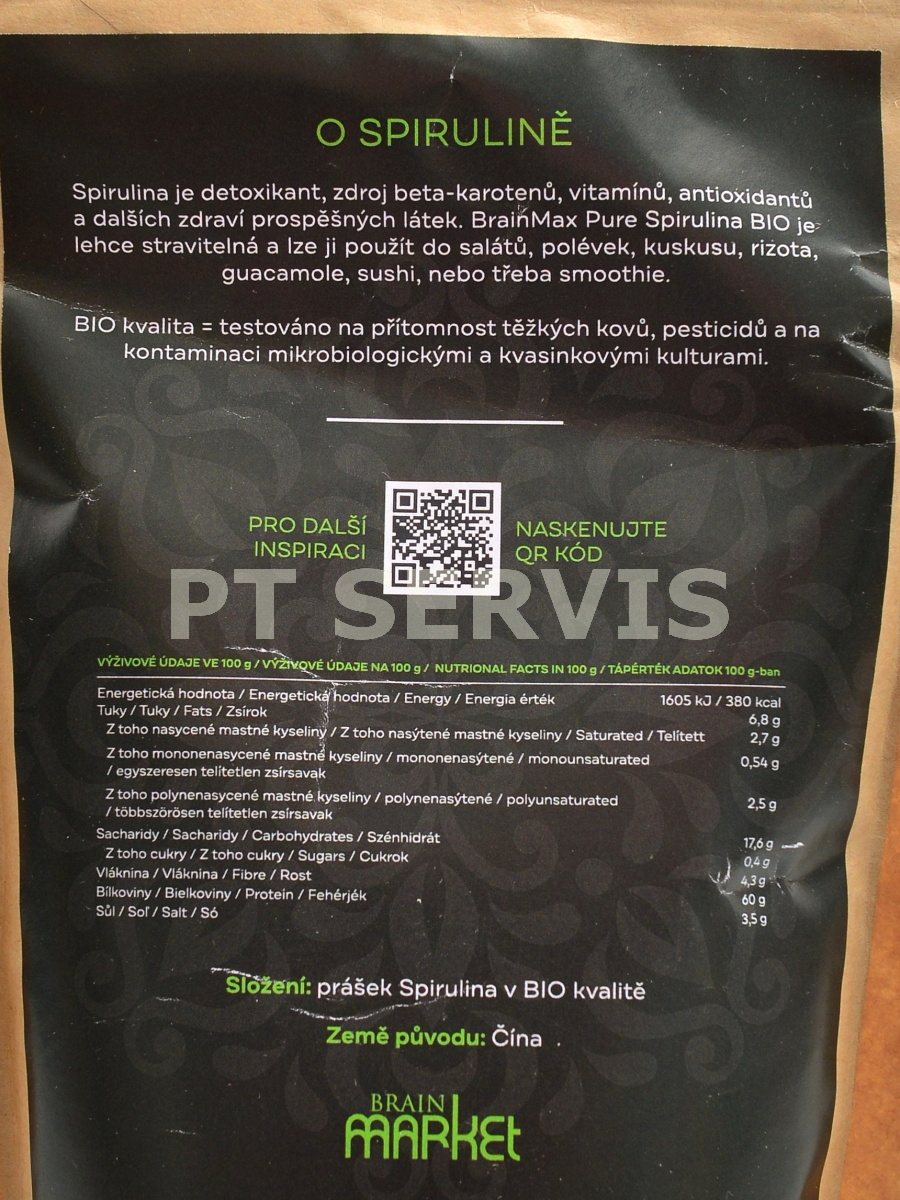 O SPIRULINĚ
Spirulina je detoxikant, zdroj beta-karotenů, vitamínů, antioxidantů
a dalších zdraví prospěšných látek. BrainMax Pure Spirulina BIO je
lehce stravitelná a lze ji použít do salátů, polévek, kuskusu, rizota,
guacamole, sushi, nebo třeba smoothie.
BIO kvalita = testováno na přítomnost těžkých kovů, pesticidů a na
kontaminaci mikrobiologickými a kvasinkovými kulturami.
PRO DALŠÍ
INSPIRACI
NASKENUJTE
QR KÓD
PT SERVIS
VÝŽIVOVÉ ÚDAJE VE 100 g / VÝŽIVOVÉ ÚDAJE NA 100 g / NUTRIONAL FACTS IN 100 g / TÁPÉRTÉK ADATOK 100 g-ban
Energetická hodnota / Energetická hodnota / Energy / Energia érték 1605 kJ / 380 kcal
Tuky / Tuky / Fats / Zsírok 6,8 g
Z toho nasycené mastné kyseliny / Z toho nasýtené mastné kyseliny / Saturated / Telített 2,7 g
Z toho mononenasycené mastné kyseliny / mononenasýtené / monounsaturated 0,54 g
/ egyszeresen telítetlen zsírsavak
Z toho polynenasycené mastné kyseliny / polynenasýtené / polyunsaturated 2,5 g
/ többszörösen telítetlen zsírsavak
Sacharidy / Sacharidy / Carbohydrates / Szénhidrát 17,6 g
Z toho cukry / Z toho cukry / Sugars / Cukrok 0,4 g
Vláknina / Vláknina / Fibre / Rost 4,3 g
Bílkoviny / Bielkoviny / Protein / Fehérjék 60 g
Sůl / Soľ / Salt / Só 3,5 g
Složení: prášek Spirulina v BIO kvalitě
Země původu: Čína .
BRAIN
MARKET